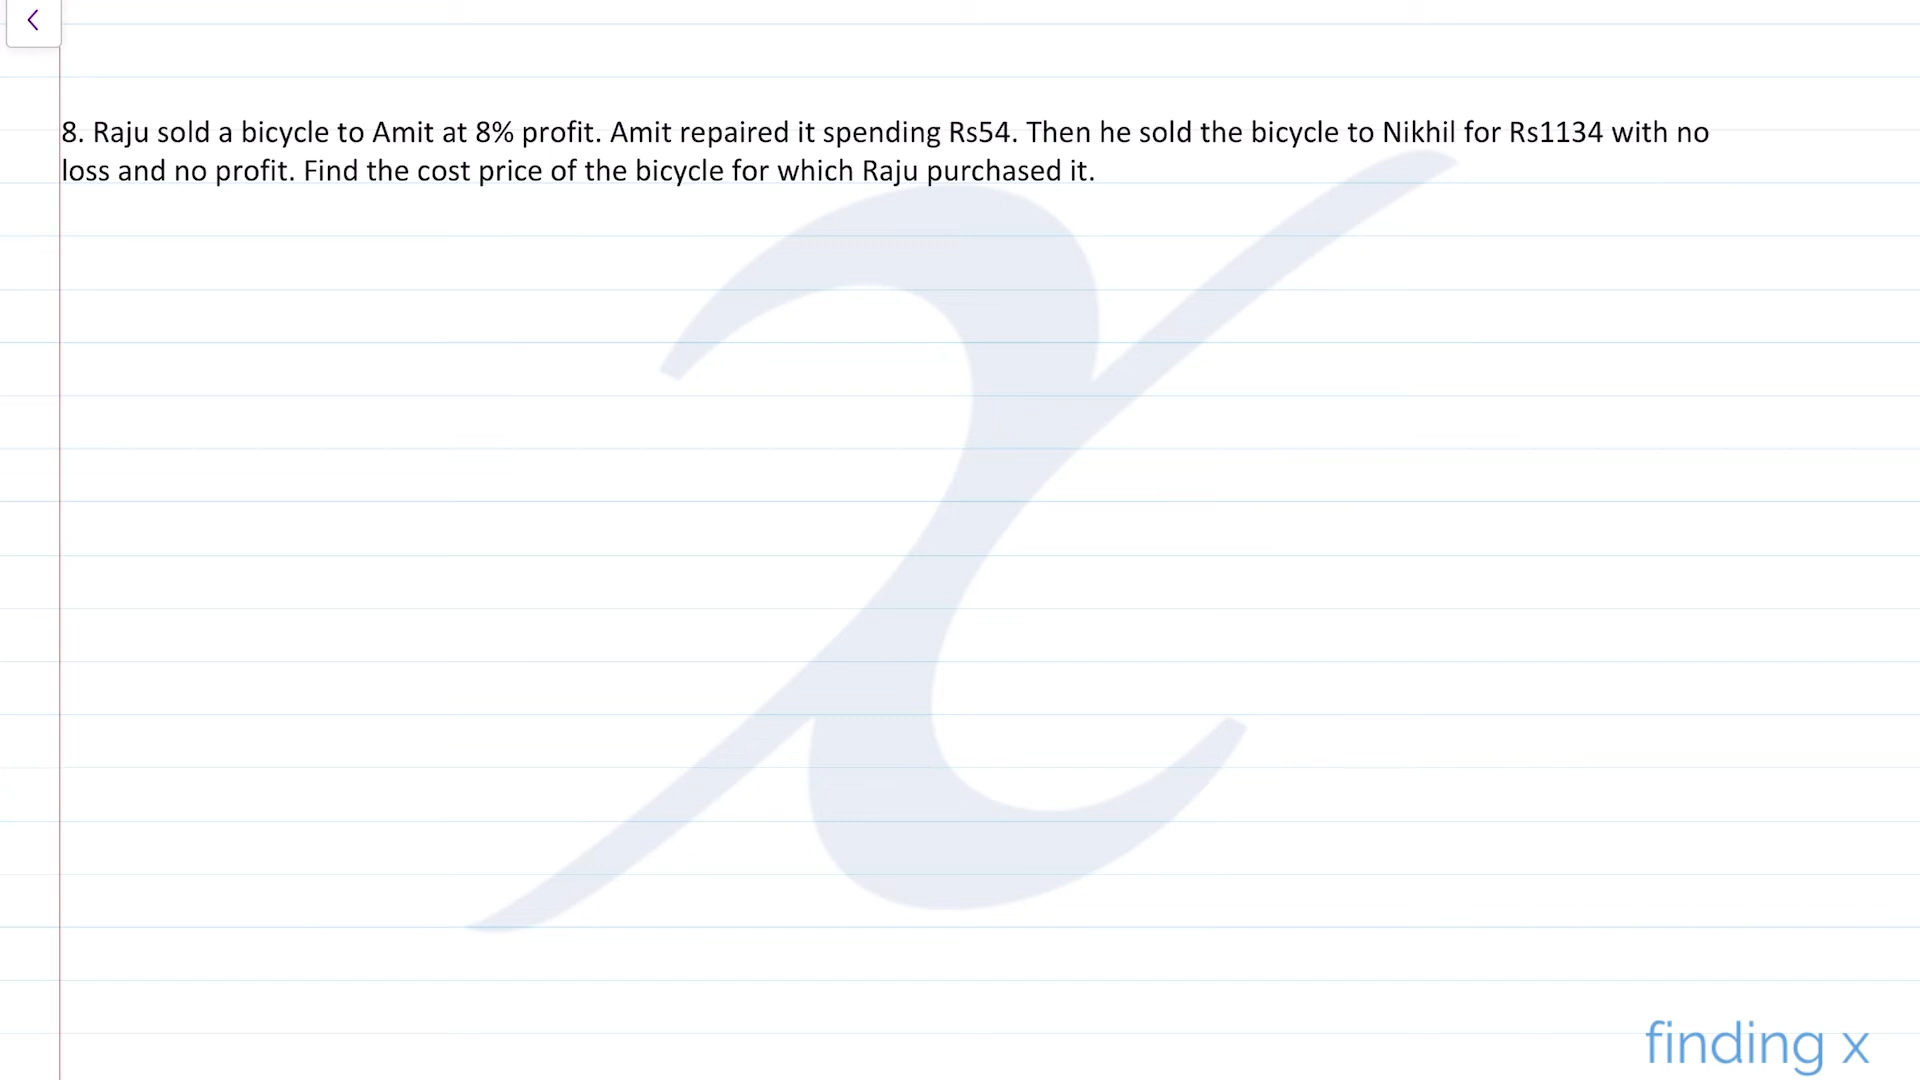 8. Raju sold a bicycle to Amit at 8% profit. Amit repaired it spending Rs54. Then he sold the bicycle to Nikhil for Rs1134 with no
loss and no profit. Find the cost price of the bicycle for which Raju purchased it.
finding x